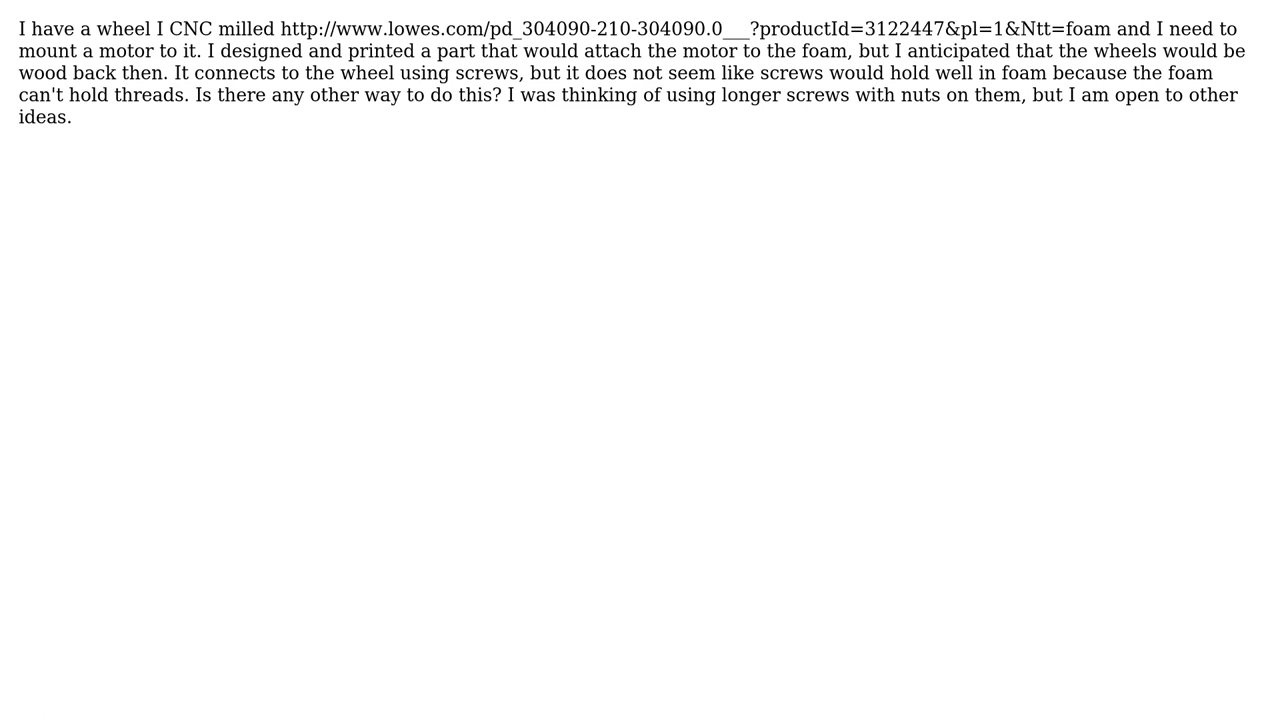 I have a wheel I CNC milled http://www.lowes.com/pd_304090-210-304090.0___?productId=3122447&pl=1&Ntt=foam and I need to
mount a motor to it. I designed and printed a part that would attach the motor to the foam, but I anticipated that the wheels would be
wood back then. It connects to the wheel using screws, but it does not seem like screws would hold well in foam because the foam
can't hold threads. Is there any other way to do this? I was thinking of using longer screws with nuts on them, but I am open to other
ideas.